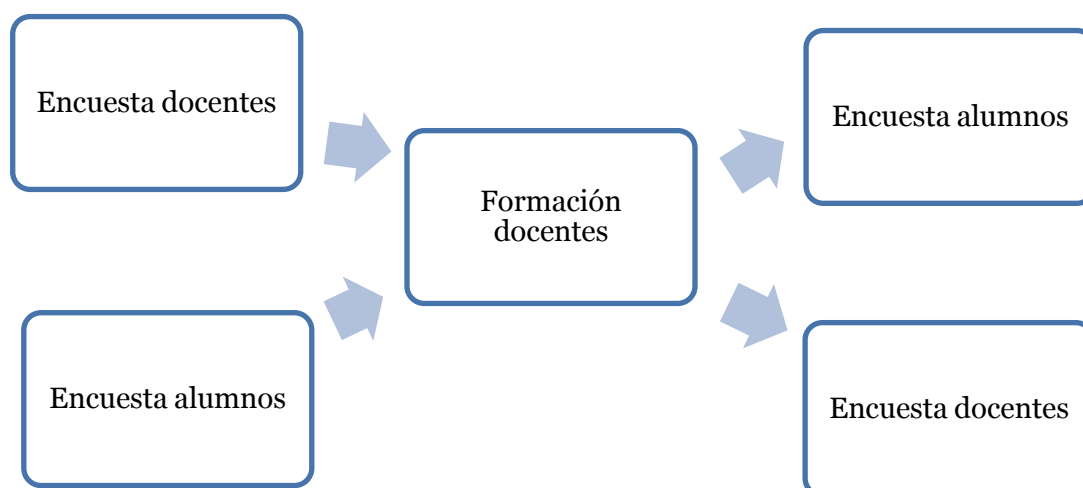 Encuesta docentes
Encuesta alumnos
Formación
docentes
Encuesta alumnos
Encuesta docentes